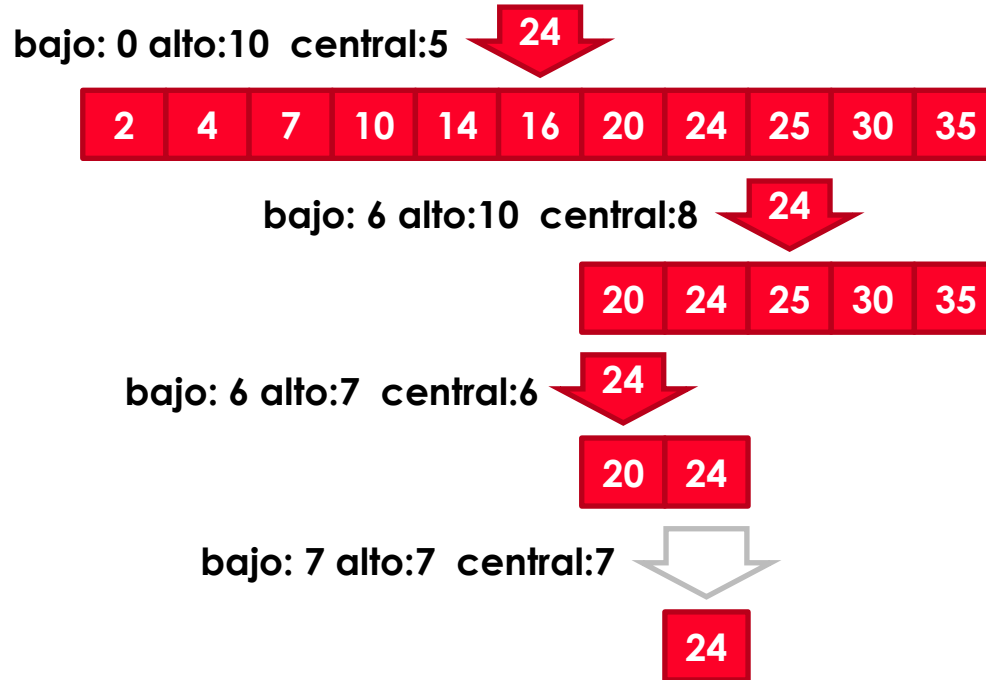 bajo: 0 alto:10 central:5 24
2 4 7 10 14 16 20 24 25 30 35
bajo: 6 alto:10 central:8 24
20 24 25 30 35
bajo: 6 alto:7 central:6 24
20 24
bajo: 7 alto:7 central:7
24